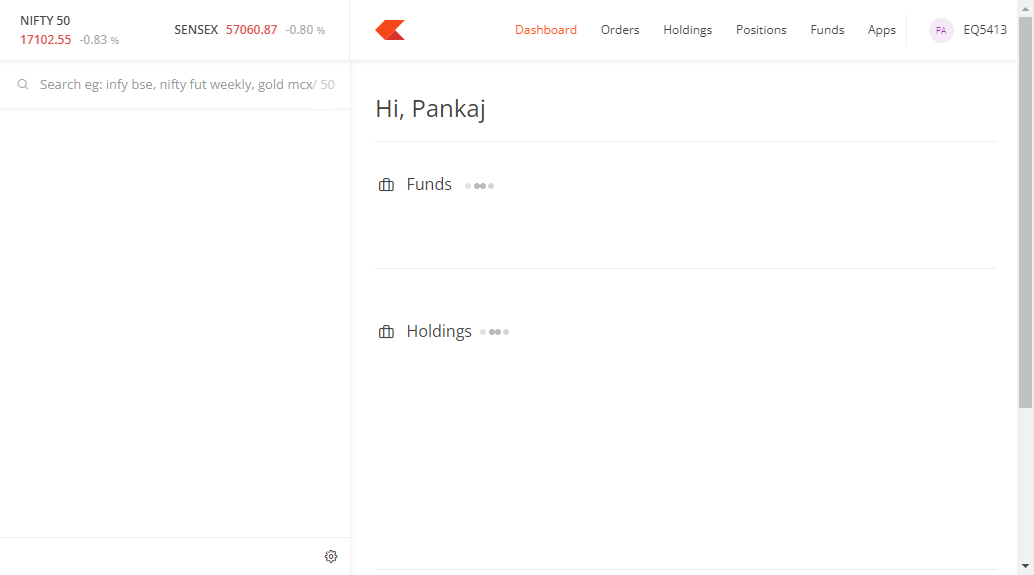 NIFTY 50
17102.55 -0.83 %
SENSEX 57060.87 -0.80 %
Dashboard Orders Holdings Positions Funds Apps PA EQ5413
Search eg: infy bse, nifty fut weekly, gold mcx/ 50
Hi, Pankaj
Funds
Holdings